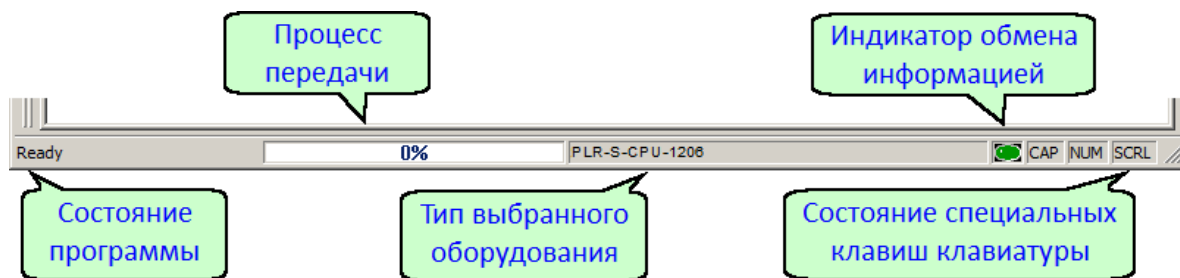 Процесс
передачи
Индикатор обмена
информацией
Ready
0%
PLR-S-CPU-1206
CAP
NUM
SCRL
Состояние
программы
Тип выбранного
оборудования
Состояние специальных
клавиш клавиатуры